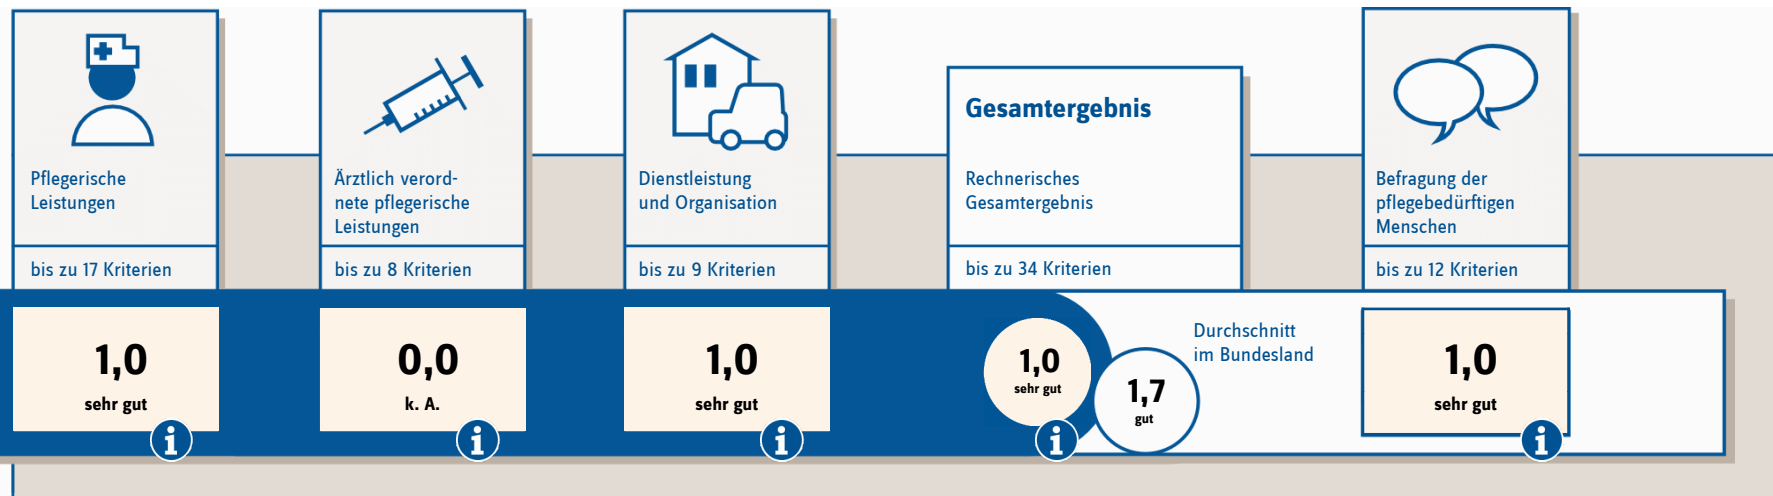 Pflegerische
Leistungen
bis zu 17 Kriterien
1,0
sehr gut
i
Ärztlich verord-
nete pflegerische
Leistungen
bis zu 8 Kriterien
0,0
k. A.
i
Dienstleistung
und Organisation
bis zu 9 Kriterien
1,0
sehr gut
i
Gesamtergebnis
Rechnerisches
Gesamtergebnis
bis zu 34 Kriterien
1,0
sehr gut
i
1,7
gut
Durchschnitt
im Bundesland
Befragung der
pflegebedürftigen
Menschen
bis zu 12 Kriterien
1,0
sehr gut
i